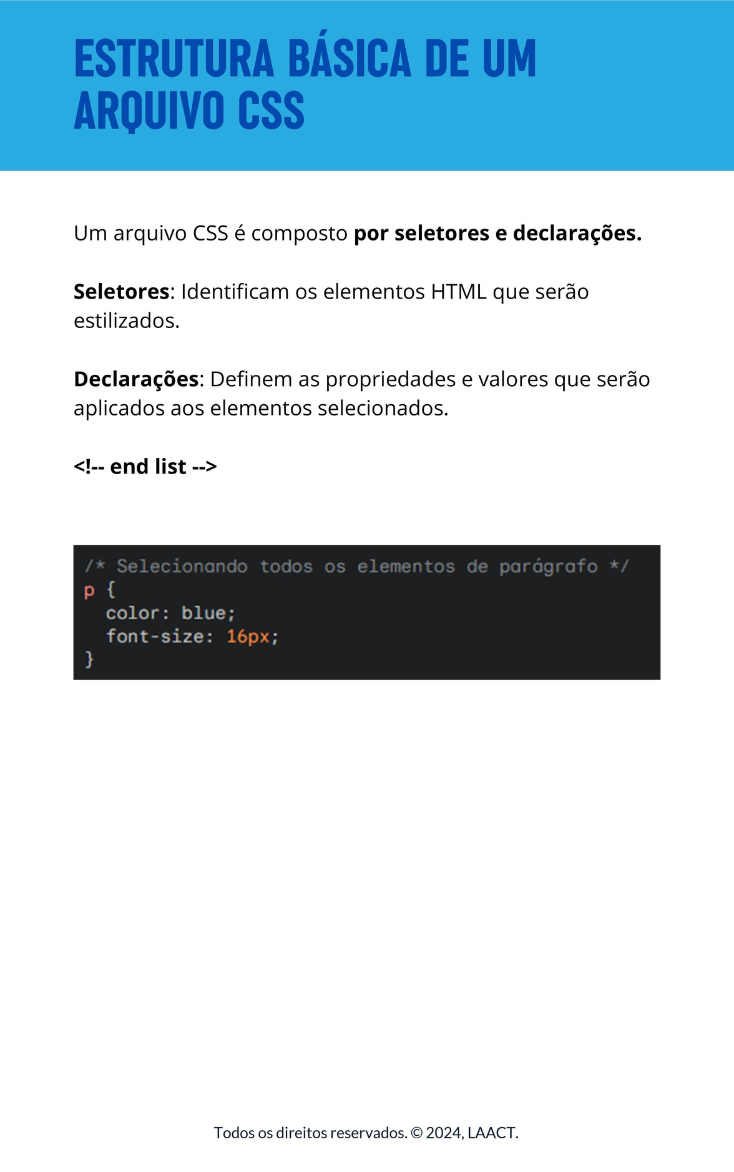 ESTRUTURA BÁSICA DE UM
ARQUIVO CSS
Um arquivo CSS é composto por seletores e declarações.
Seletores: Identificam os elementos HTML que serão
estilizados.
Declarações: Definem as propriedades e valores que serão
aplicados aos elementos selecionados.
<!-- end list -->
/* Selecionando todos os elementos de parágrafo */
p {
  color: blue;
  font-size: 16px;
}
Todos os direitos reservados. © 2024, LAACT.